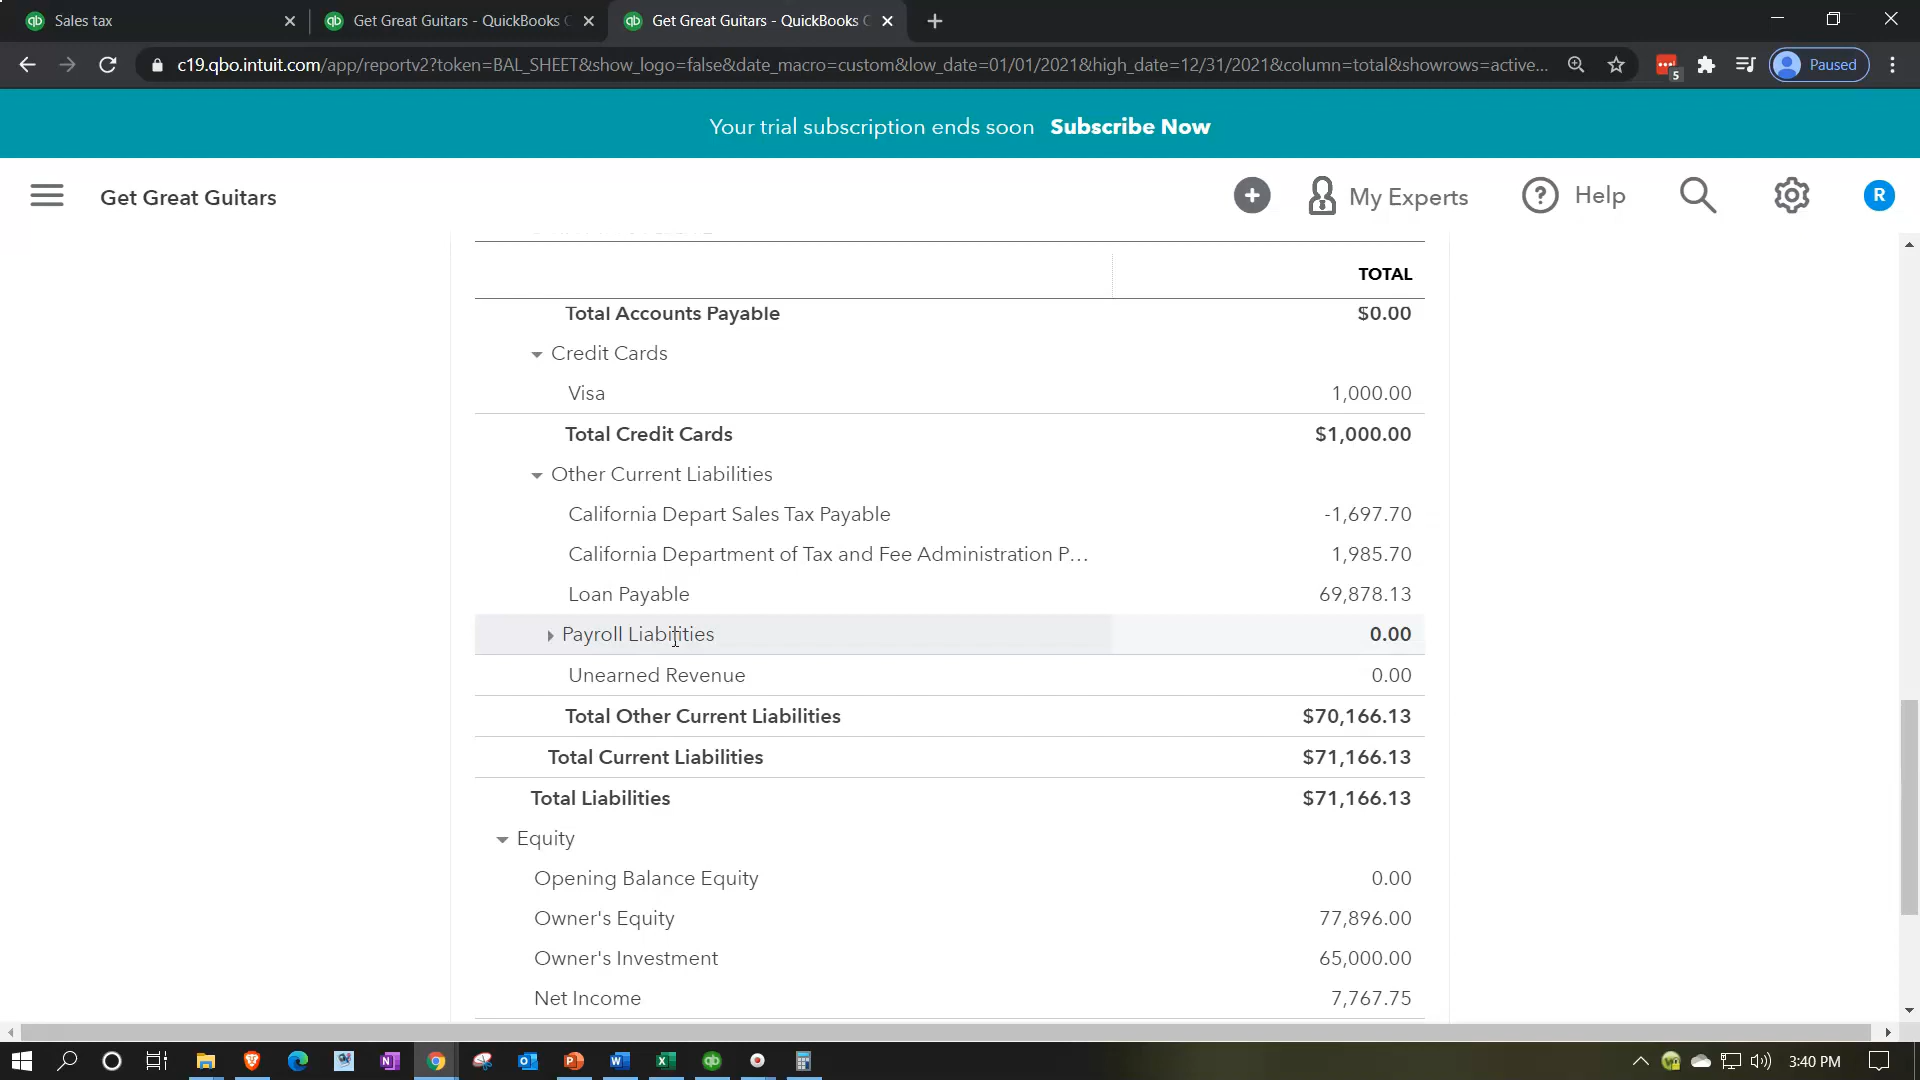 Sales tax
Get Great Guitars - QuickBooks
Get Great Guitars - QuickBooks
c19.qbo.intuit.com/app/reportv2?token=BAL_SHEET&show_logo=false&date_macro=custom&low_date=01/01/2021&high_date=12/31/2021&column=total&showrows=active...
5
Paused
Your trial subscription ends soon Subscribe Now
Get Great Guitars
My Experts
Help
R
TOTAL
Total Accounts Payable $0.00
Credit Cards
Visa 1,000.00
Total Credit Cards $1,000.00
Other Current Liabilities
California Depart Sales Tax Payable -1,697.70
California Department of Tax and Fee Administration P... 1,985.70
Loan Payable 69,878.13
Payroll Liabilities 0.00
Unearned Revenue 0.00
Total Other Current Liabilities $70,166.13
Total Current Liabilities $71,166.13
Total Liabilities $71,166.13
Equity
Opening Balance Equity 0.00
Owner's Equity 77,896.00
Owner's Investment 65,000.00
Net Income 7,767.75
3:40 PM